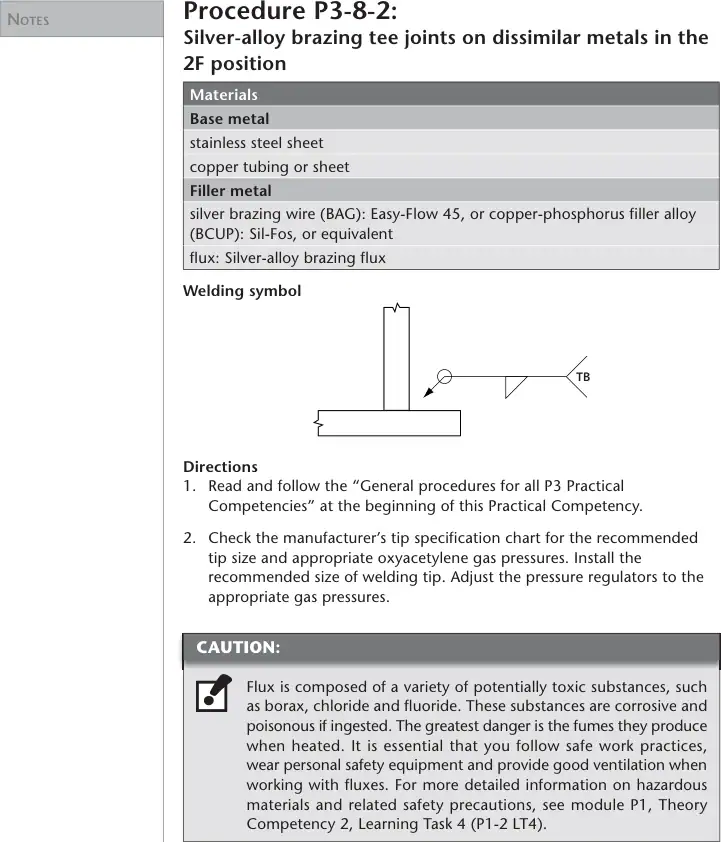 NOTES
Procedure P3-8-2:
Silver-alloy brazing tee joints on dissimilar metals in the
2F position
Materials
Base metal
stainless steel sheet
copper tubing or sheet
Filler metal
silver brazing wire (BAG): Easy-Flow 45, or copper-phosphorus filler alloy
(BCUP): Sil-Fos, or equivalent
flux: Silver-alloy brazing flux
Welding symbol
TB
Directions
1. Read and follow the “General procedures for all P3 Practical
Competencies” at the beginning of this Practical Competency.
2. Check the manufacturer’s tip specification chart for the recommended
tip size and appropriate oxyacetylene gas pressures. Install the
recommended size of welding tip. Adjust the pressure regulators to the
appropriate gas pressures.
CAUTION:
Flux is composed of a variety of potentially toxic substances, such
as borax, chloride and fluoride. These substances are corrosive and
poisonous if ingested. The greatest danger is the fumes they produce
when heated. It is essential that you follow safe work practices,
wear personal safety equipment and provide good ventilation when
working with fluxes. For more detailed information on hazardous
materials and related safety precautions, see module P1, Theory
Competency 2, Learning Task 4 (P1-2 LT4).